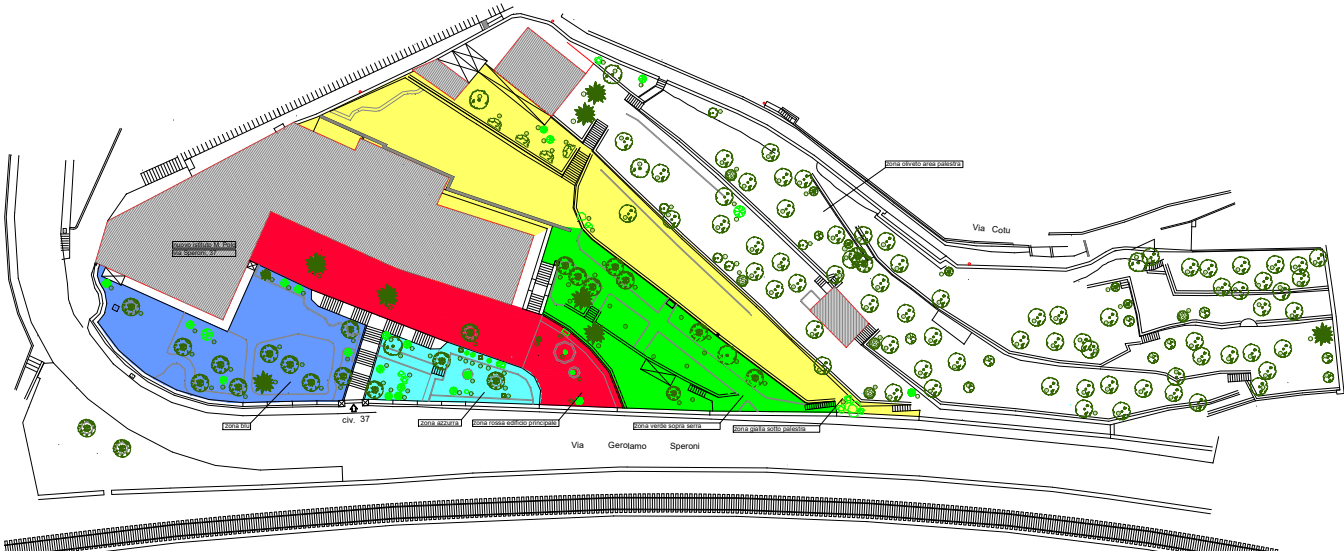 zona oliveto area palestra
Via Cotu
nuovo istituto M. Polo
via Speroni, 37
zona blu
civ. 37
zona azzurra
zona rossa edificio principale
zona verde sopra serra
zona gialla sotto palestra
Via Gerolamo Speroni